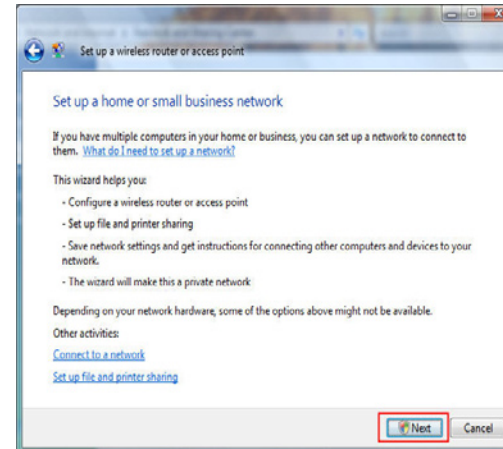 Set up a wireless router or access point
Set up a home or small business network
If you have multiple computers in your home or business, you can set up a network to connect to
them. What do I need to set up a network?
This wizard helps you:
- Configure a wireless router or access point
- Set up file and printer sharing
- Save network settings and get instructions for connecting other computers and devices to your
network.
- The wizard will make this a private network
Depending on your network hardware, some of the options above might not be available.
Other activities:
Connect to a network
Set up file and printer sharing
Next Cancel